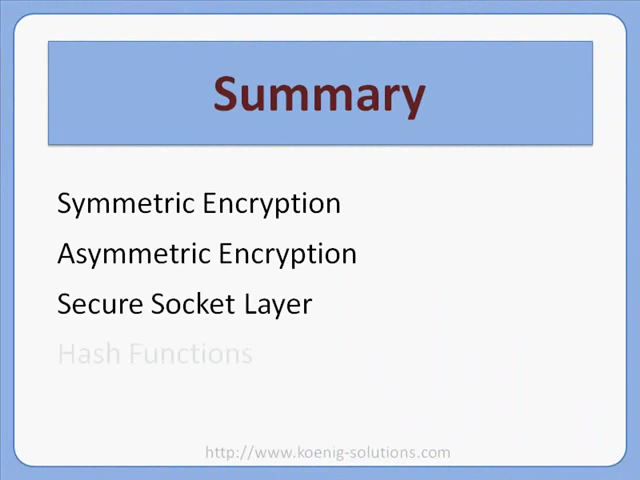 Summary
Symmetric Encryption
Asymmetric Encryption
Secure Socket Layer
Hash Functions
http://www.koenig-solutions.com